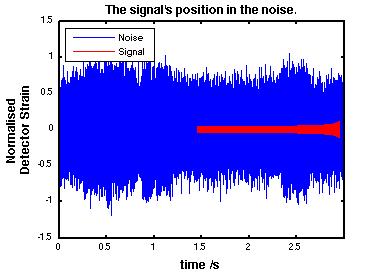 The signal's position in the noise.
1.5
Noise
Signal
1
0.5
0
-0.5
-1
-1.5
Normalised
Detector Strain
0
0.5
1
1.5
2
2.5
time /s